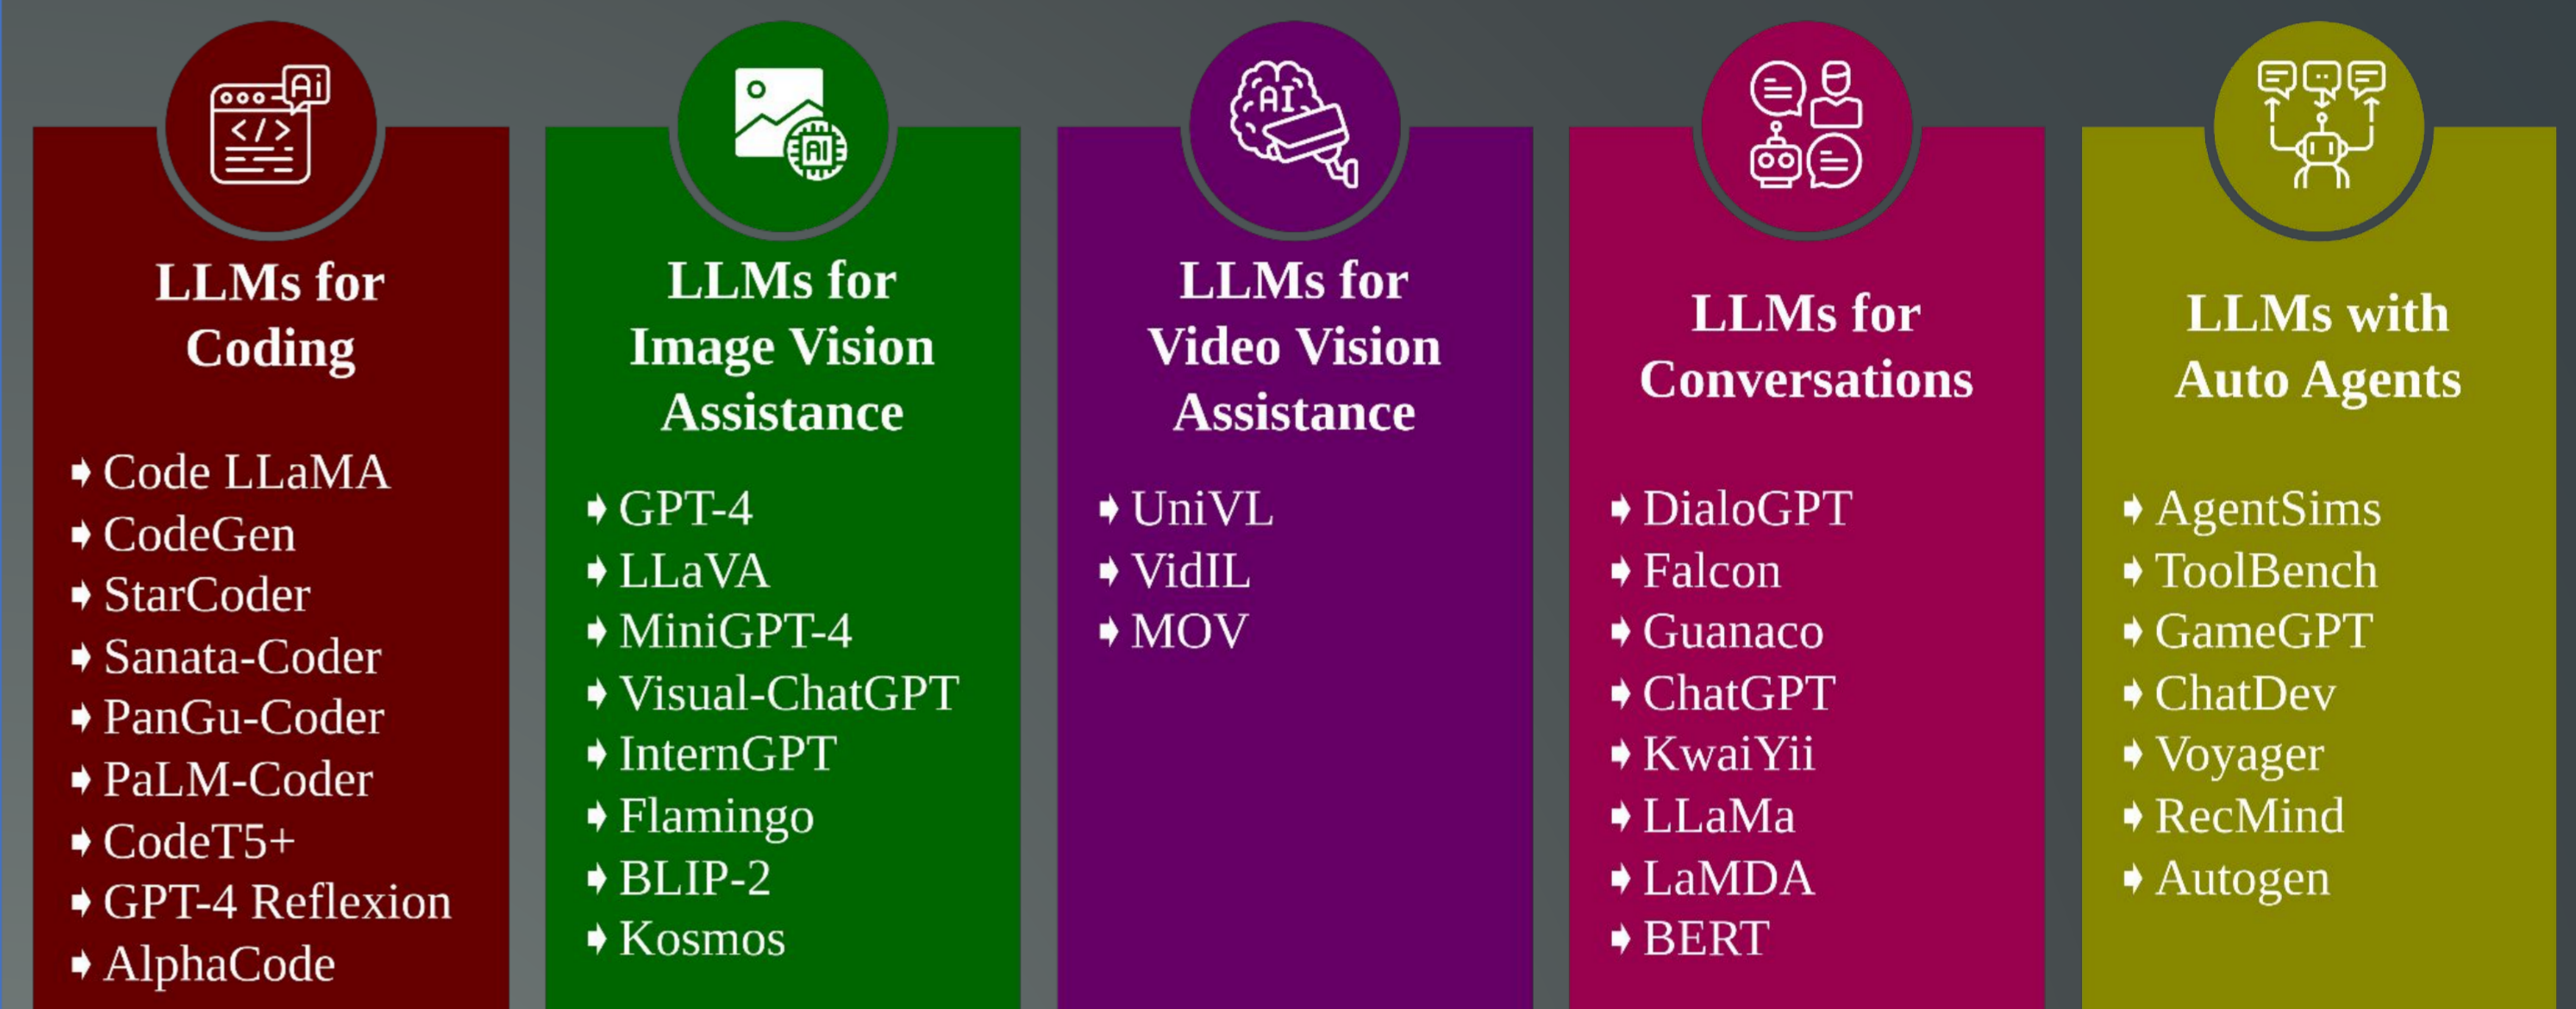 Ai
</>
LLMs for
Coding
➧ Code LLaMA
➧ CodeGen
➧ StarCoder
➧ Sanata-Coder
➧ PanGu-Coder
➧ PaLM-Coder
➧ CodeT5+
➧ GPT-4 Reflexion
➧ AlphaCode
AI
LLMs for
Image Vision
Assistance
➧ GPT-4
➧ LLaVA
➧ MiniGPT-4
➧ Visual-ChatGPT
➧ InternGPT
➧ Flamingo
➧ BLIP-2
➧ Kosmos
AI
LLMs for
Video Vision
Assistance
➧ UniVL
➧ VidIL
➧ MOV
LLMs for
Conversations
➧ DialoGPT
➧ Falcon
➧ Guanaco
➧ ChatGPT
➧ KwaiYii
➧ LLaMa
➧ LaMDA
➧ BERT
LLMs with
Auto Agents
➧ AgentSims
➧ ToolBench
➧ GameGPT
➧ ChatDev
➧ Voyager
➧ RecMind
➧ Autogen